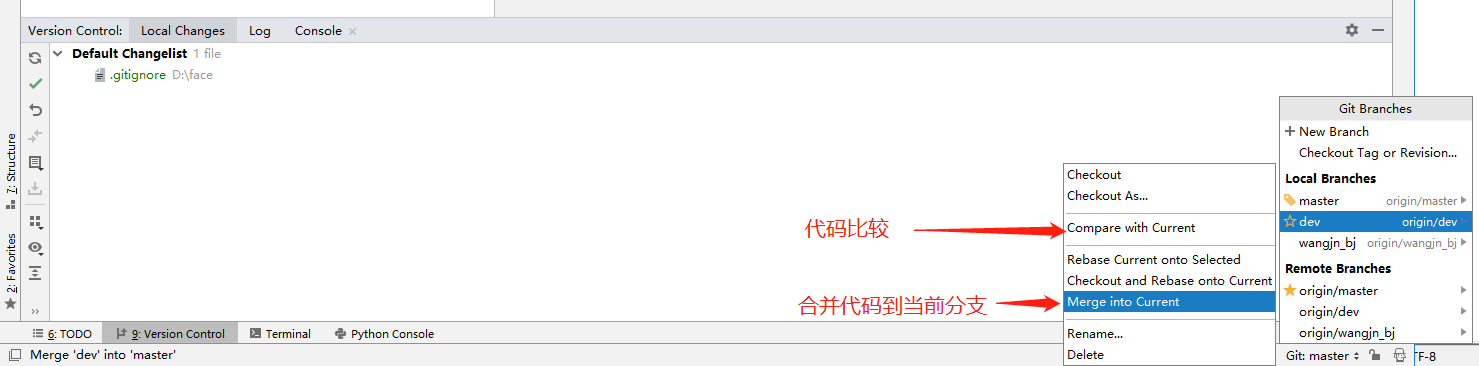 Version Control: Local Changes Log Console
Default Changelist 1 file
.gitignore D:\face
7: Structure
2: Favorites
Git Branches
New Branch
Checkout Tag or Revision...
Local Branches
master origin/master
dev origin/dev
wangjn_bj origin/wangjn_bj
Remote Branches
origin/master
origin/dev
origin/wangjn_bj
Checkout
Checkout As...
代码比较
Compare with Current
Rebase Current onto Selected
Checkout and Rebase onto Current
合并代码到当前分支
Merge into Current
Rename...
Delete
6: TODO 9: Version Control Terminal Python Console
Merge 'dev' into 'master'
Git: master TF-8